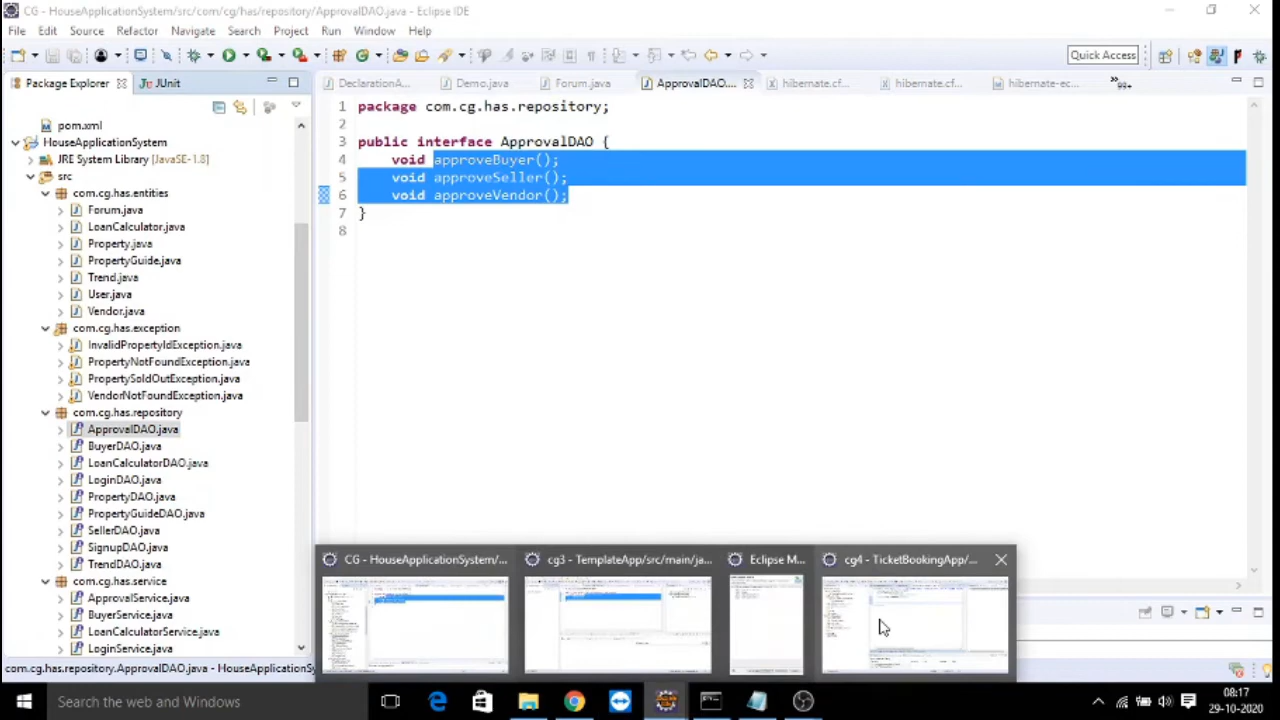 CG - HouseApplicationSystem/src/com/cg/has/repository/ApprovalDAO.java - Eclipse IDE
File Edit Source Refactor Navigate Search Project Run Window Help
Quick Access
Package Explorer JUnit
DeclarationA... Demo.java Forum.java ApprovalDAO.... hibernate.cf... hibernate.cf... hibernate-ec...
pom.xml
HouseApplicationSystem
JRE System Library [JavaSE-1.8]
src
com.cg.has.entities
Forum.java
LoanCalculator.java
Property.java
PropertyGuide.java
Trend.java
User.java
Vendor.java
com.cg.has.exception
InvalidPropertyIdException.java
PropertyNotFoundException.java
PropertySoldOutException.java
VendorNotFoundException.java
com.cg.has.repository
ApprovalDAO.java
BuyerDAO.java
LoanCalculatorDAO.java
LoginDAO.java
PropertyDAO.java
PropertyGuideDAO.java
SellerDAO.java
SignupDAO.java
TrendDAO.java
com.cg.has.service
ApprovalService.java
BuyerService.java
LoanCalculatorService.java
LoginService.java
1 package com.cg.has.repository;
2
3 public interface ApprovalDAO {
4 void approveBuyer();
5 void approveSeller();
6 void approveVendor();
7 }
8
CG - HouseApplicationSystem/... cg3 - TemplateApp/src/main/ja... Eclipse M... cg4 - TicketBookingApp/...
com.cg.has.repository.ApprovalDAO.java - HouseApplicationSy
Search the web and Windows
08:17
29-10-2020